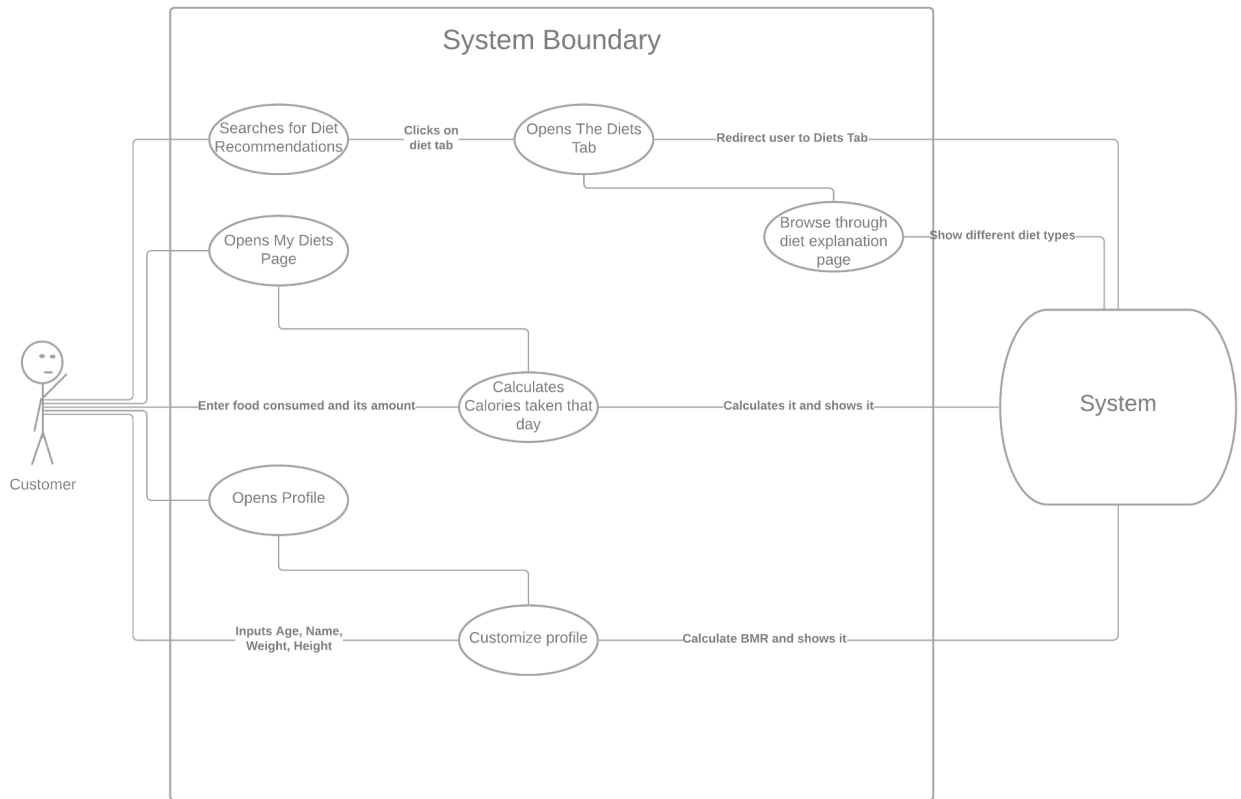 System Boundary
Searches for Diet
Recommendations
Clicks on
diet tab
Opens The Diets
Tab
Redirect user to Diets Tab
Opens My Diets
Page
Browse through
diet explanation
page
Show different diet types
Enter food consumed and its amount
Calculates
Calories taken that
day
Calculates it and shows it
System
Customer
Opens Profile
Inputs Age, Name,
Weight, Height
Customize profile
Calculate BMR and shows it